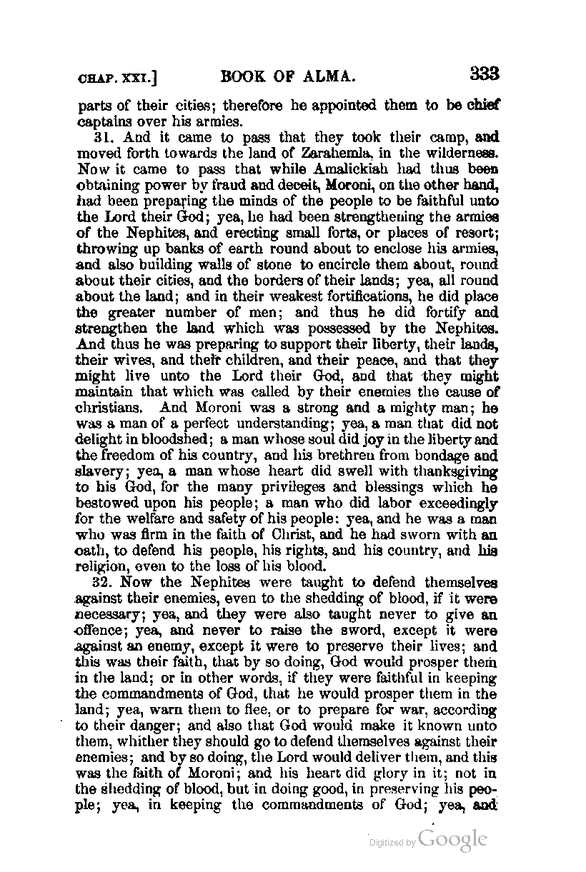 CHAP. XXI.] BOOK OF ALMA. 333
parts of their cities; therefore he appointed them to be chief
captains over his armies.
31. And it came to pass that they took their camp, and
moved forth towards the land of Zarahemla, in the wilderness.
Now it came to pass that while Amalickiah had thus been
obtaining power by fraud and deceit, Moroni, on the other hand,
had been preparing the minds of the people to be faithful unto
the Lord their God; yea, he had been strengthening the armies
of the Nephites, and erecting small forts, or places of resort;
throwing up banks of earth round about to enclose his armies,
and also building walls of stone to encircle them about, round
about their cities, and the borders of their lands; yea, all round
about the land; and in their weakest fortifications, he did place
the greater number of men; and thus he did fortify and
strengthen the land which was possessed by the Nephites.
And thus he was preparing to support their liberty, their lands,
their wives, and their children, and their peace, and that they
might live unto the Lord their God, and that they might
maintain that which was called by their enemies the cause of
christians. And Moroni was a strong and a mighty man; he
was a man of a perfect understanding; yea, a man that did not
delight in bloodshed; a man whose soul did joy in the liberty and
the freedom of his country, and his brethren from bondage and
slavery; yea, a man whose heart did swell with thanksgiving
to his God, for the many privileges and blessings which he
bestowed upon his people; a man who did labor exceedingly
for the welfare and safety of his people: yea, and he was a man
who was firm in the faith of Christ, and he had sworn with an
oath, to defend his people, his rights, and his country, and his
religion, even to the loss of his blood.
32. Now the Nephites were taught to defend themselves
against their enemies, even to the shedding of blood, if it were
necessary; yea, and they were also taught never to give an
offence; yea, and never to raise the sword, except it were
against an enemy, except it were to preserve their lives; and
this was their faith, that by so doing, God would prosper them
in the land; or in other words, if they were faithful in keeping
the commandments of God, that he would prosper them in the
land; yea, warn them to flee, or to prepare for war, according
to their danger; and also that God would make it known unto
them, whither they should go to defend themselves against their
enemies; and by so doing, the Lord would deliver them, and this
was the faith of Moroni; and his heart did glory in it; not in
the shedding of blood, but in doing good, in preserving his peo-
ple; yea, in keeping the commandments of God; yea, and
Digitized by Google